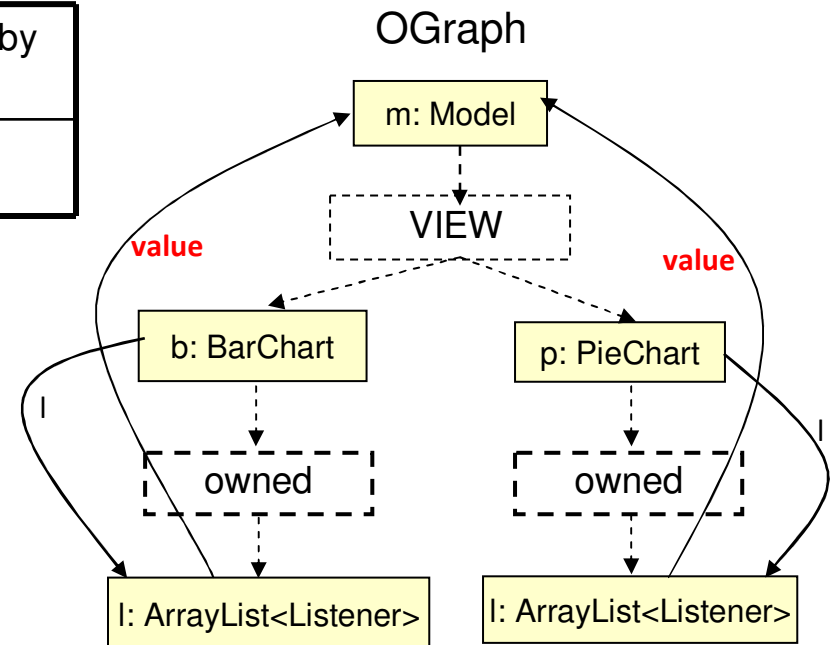 by
OGraph
m: Model
VIEW
value
value
b: BarChart
p: PieChart
l
l
owned
owned
l: ArrayList<Listener>
l: ArrayList<Listener>